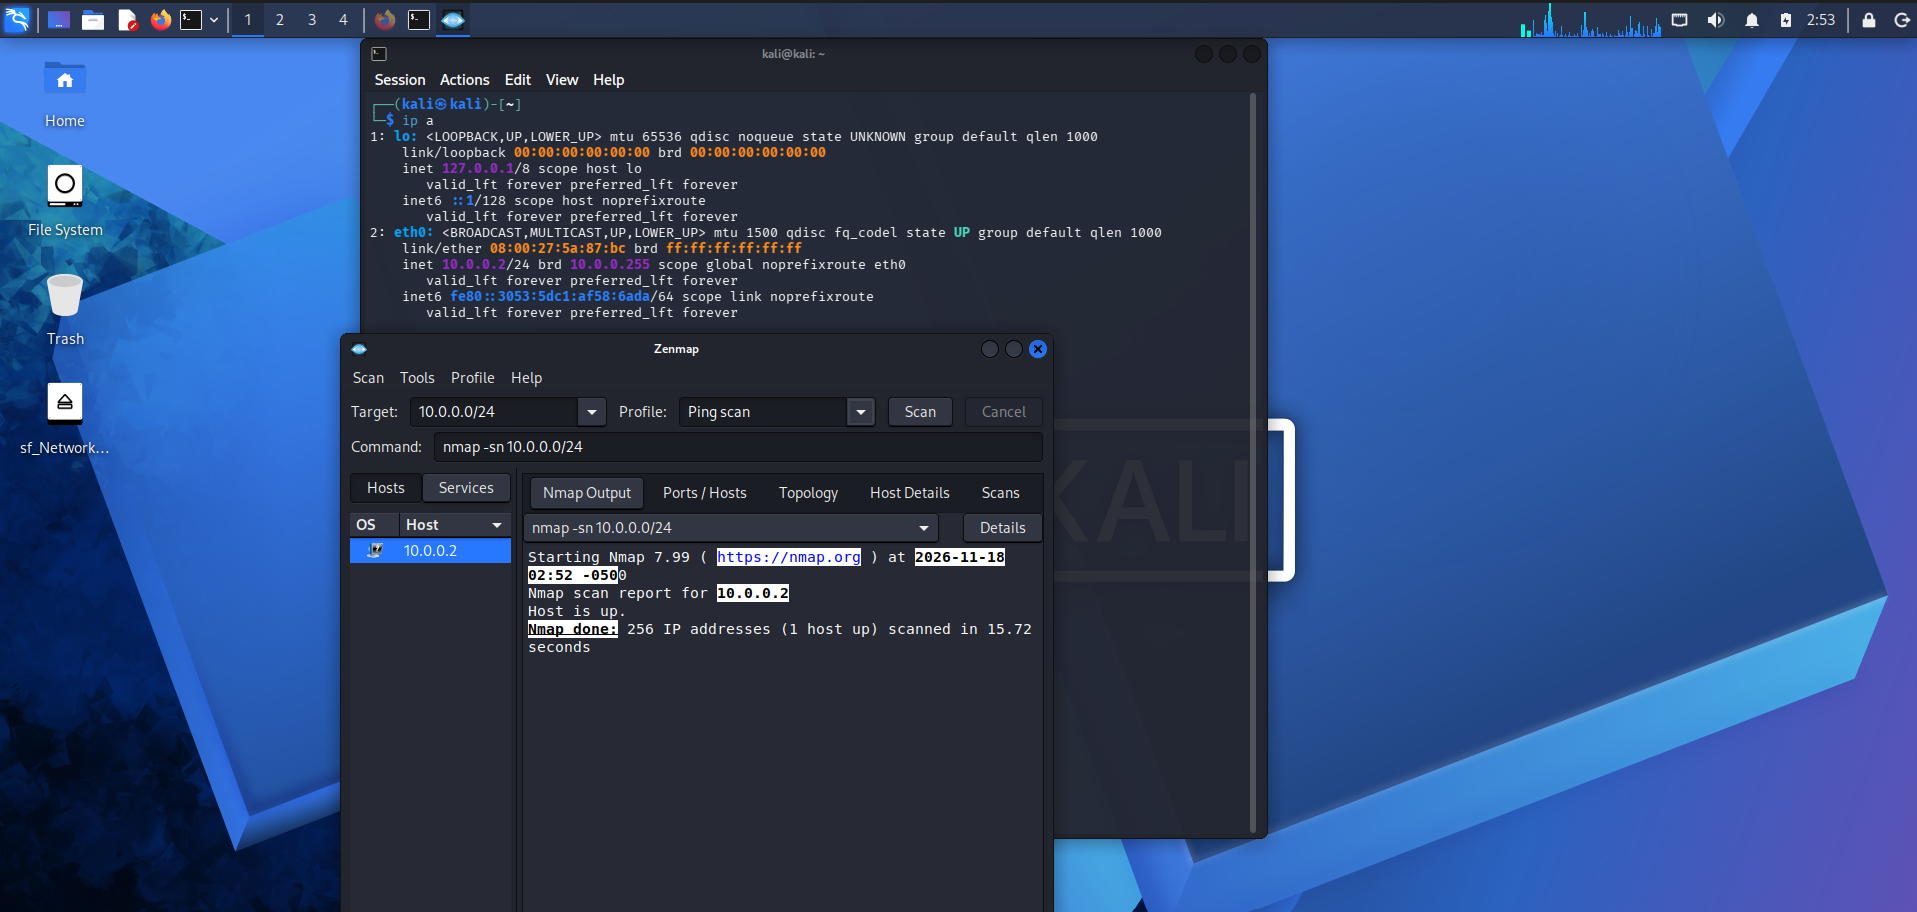 1 2 3 4
2:53
Home
File System
Trash
sf_Network...
kali@kali: ~
Session Actions Edit View Help
┌──(kali㉿kali)-[~]
└─$ ip a
1: lo: <LOOPBACK,UP,LOWER_UP> mtu 65536 qdisc noqueue state UNKNOWN group default qlen 1000
link/loopback 00:00:00:00:00:00 brd 00:00:00:00:00:00
inet 127.0.0.1/8 scope host lo
valid_lft forever preferred_lft forever
inet6 ::1/128 scope host noprefixroute
valid_lft forever preferred_lft forever
2: eth0: <BROADCAST,MULTICAST,UP,LOWER_UP> mtu 1500 qdisc fq_codel state UP group default qlen 1000
link/ether 08:00:27:5a:87:bc brd ff:ff:ff:ff:ff:ff
inet 10.0.0.2/24 brd 10.0.0.255 scope global noprefixroute eth0
valid_lft forever preferred_lft forever
inet6 fe80::3053:5dc1:af58:6ada/64 scope link noprefixroute
valid_lft forever preferred_lft forever
Zenmap
Scan Tools Profile Help
Target: 10.0.0.0/24 Profile: Ping scan Scan Cancel
Command: nmap -sn 10.0.0.0/24
Hosts Services
OS Host
10.0.0.2
Nmap Output Ports / Hosts Topology Host Details Scans
nmap -sn 10.0.0.0/24 Details
Starting Nmap 7.99 ( https://nmap.org ) at 2026-11-18
02:52 -0500
Nmap scan report for 10.0.0.2
Host is up.
Nmap done: 256 IP addresses (1 host up) scanned in 15.72
seconds
KALI